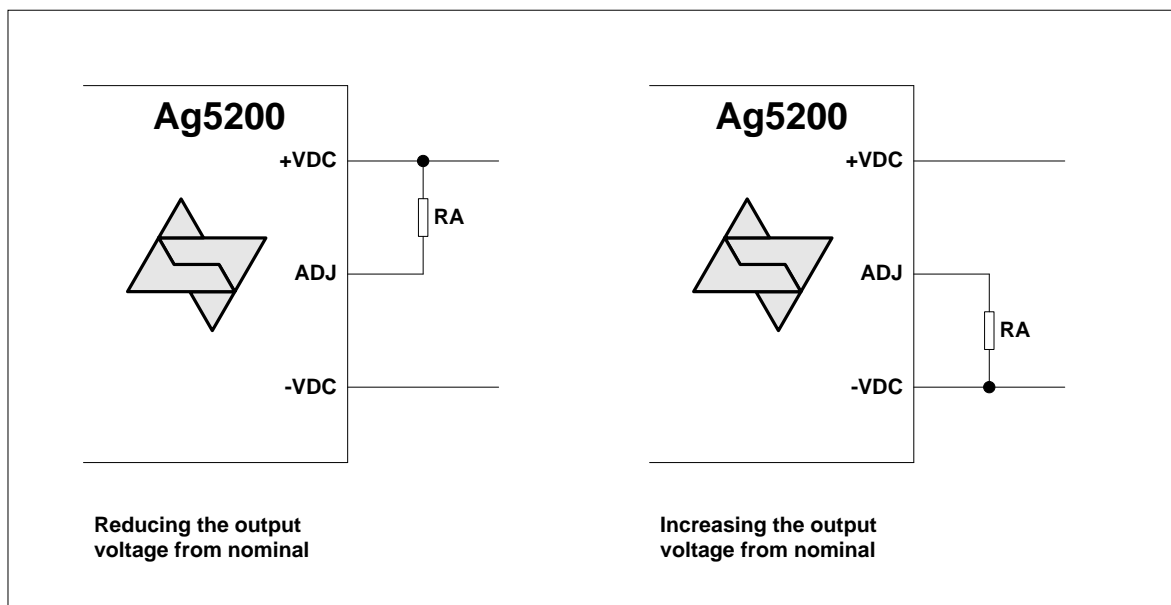 Ag5200
+VDC
RA
ADJ
-VDC
Reducing the output
voltage from nominal
Ag5200
+VDC
ADJ
RA
-VDC
Increasing the output
voltage from nominal